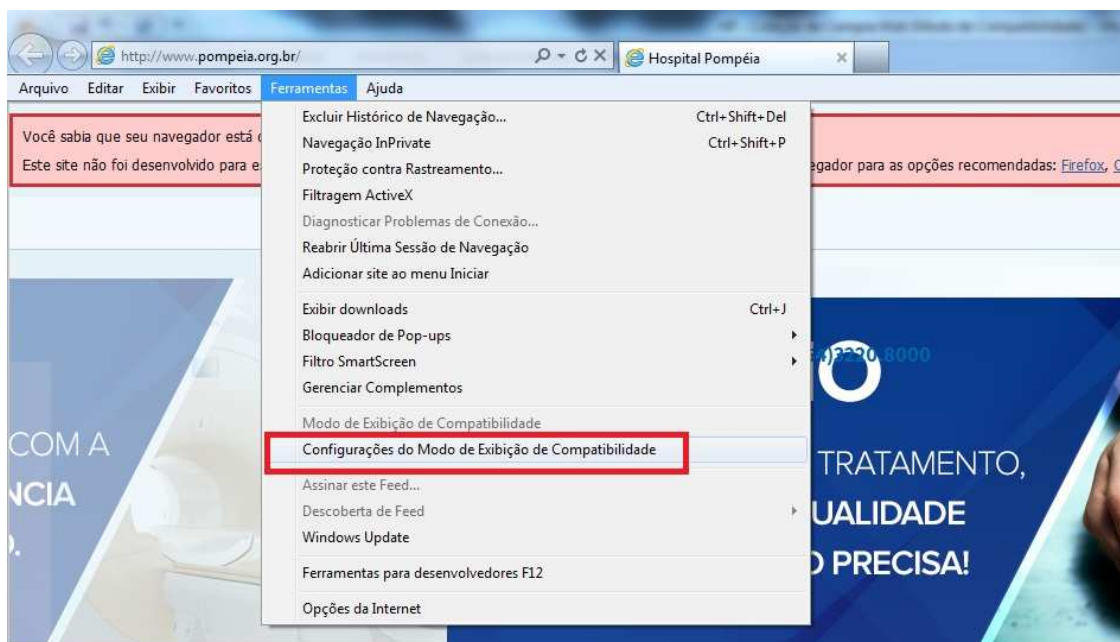 http://www.pompeia.org.br/
Hospital Pompéia
Arquivo Editar Exibir Favoritos Ferramentas Ajuda
Excluir Histórico de Navegação... Ctrl+Shift+Del
Você sabia que seu navegador está
Navegação InPrivate Ctrl+Shift+P
Este site não foi desenvolvido para
para as opções recomendadas: Firefox,
Proteção contra Rastreamento...
Filtragem ActiveX
Diagnosticar Problemas de Conexão...
Reabrir Última Sessão de Navegação
Adicionar site ao menu Iniciar
Exibir downloads Ctrl+J
Bloqueador de Pop-ups
Filtro SmartScreen
Gerenciar Complementos
Modo de Exibição de Compatibilidade
Configurações do Modo de Exibição de Compatibilidade
Assinar este Feed...
Descoberta de Feed
Windows Update
Ferramentas para desenvolvedores F12
Opções da Internet
COM A
)3220.8000
TRATAMENTO,
PRECISA!